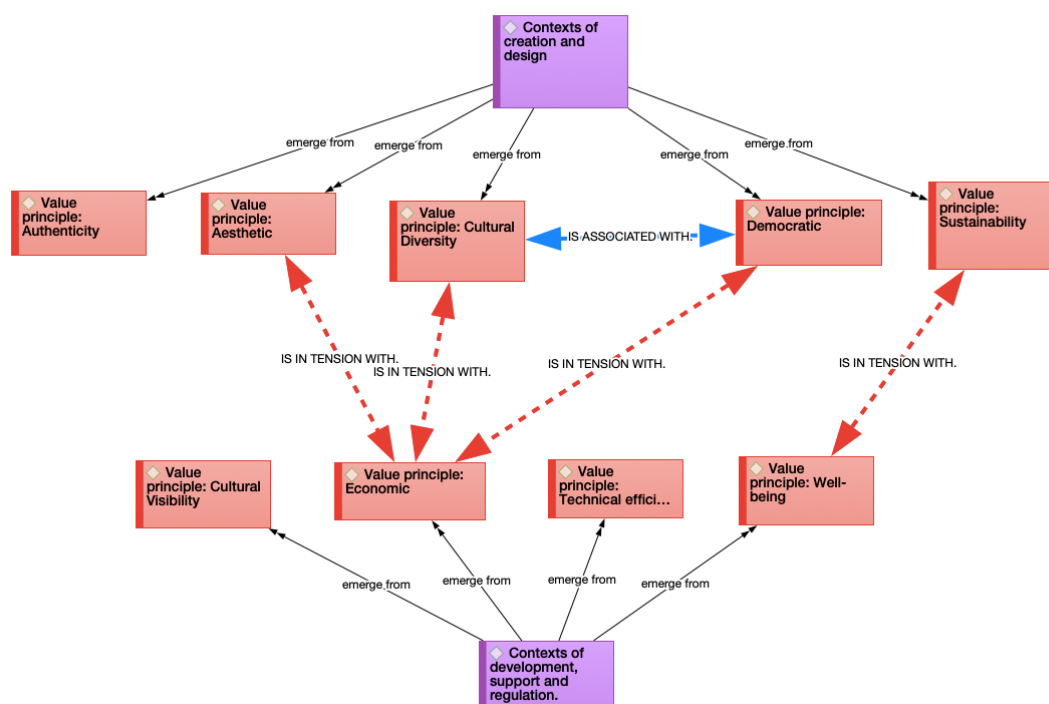 Contexts of
creation and
design
emerge from
emerge from
emerge from
emerge from
emerge from
Value
principle:
Authenticity
Value
principle:
Aesthetic
Value
principle: Cultural
Diversity
IS ASSOCIATED WITH.
Value principle:
Democratic
Value
principle:
Sustainability
IS IN TENSION WITH.
IS IN TENSION WITH.
IS IN TENSION WITH.
IS IN TENSION WITH.
Value
principle: Cultural
Visibility
Value principle:
Economic
Value
principle:
Technical effici...
Value
principle: Well-
being
emerge from
emerge from
emerge from
emerge from
Contexts of
development,
support and
regulation.